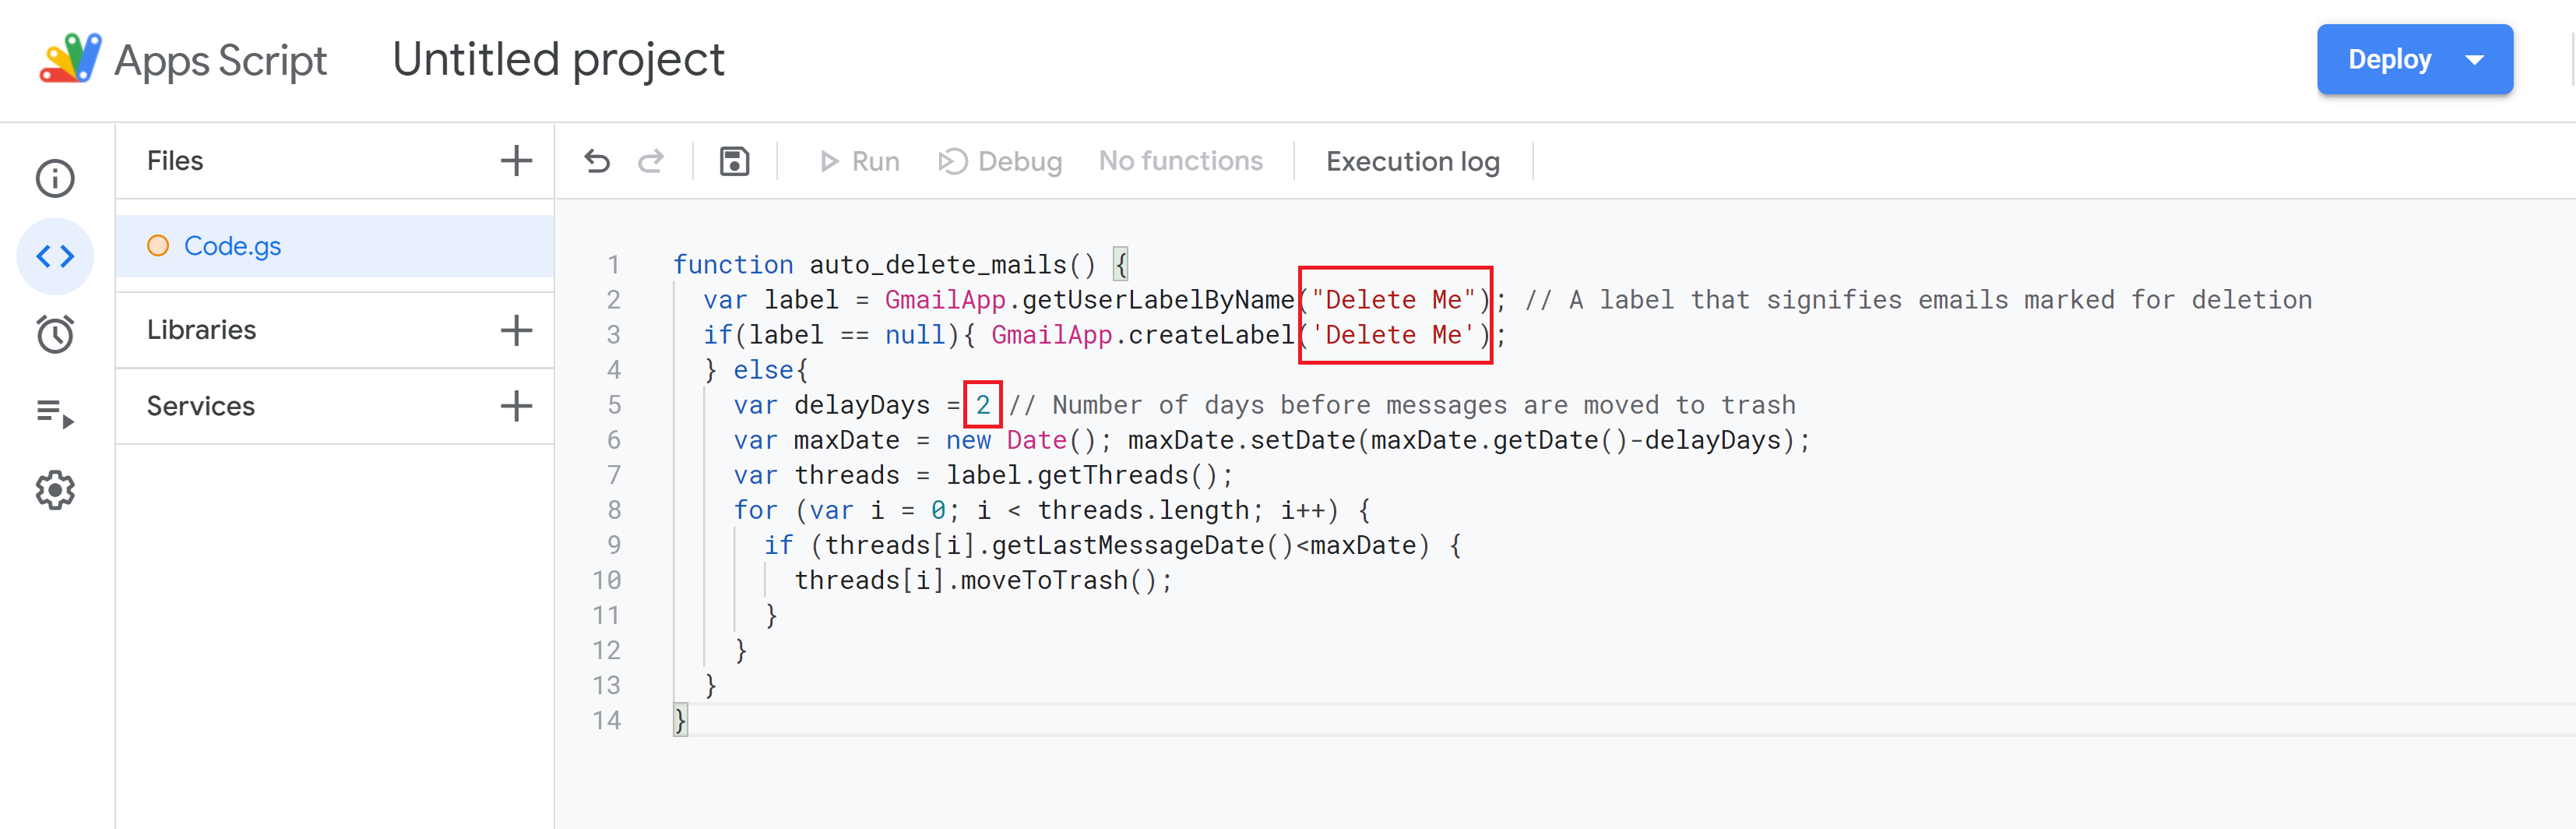 Apps Script
Untitled project
Deploy
Files
Code.gs
Libraries
Services
Run
Debug
No functions
Execution log
1 function auto_delete_mails() {
2 var label = GmailApp.getUserLabelByName("Delete Me"); // A label that signifies emails marked for deletion
3 if(label == null){ GmailApp.createLabel('Delete Me');
4 } else{
5 var delayDays = 2 // Number of days before messages are moved to trash
6 var maxDate = new Date(); maxDate.setDate(maxDate.getDate()-delayDays);
7 var threads = label.getThreads();
8 for (var i = 0; i < threads.length; i++) {
9 if (threads[i].getLastMessageDate()<maxDate) {
10 threads[i].moveToTrash();
11 }
12 }
13 }
14 }